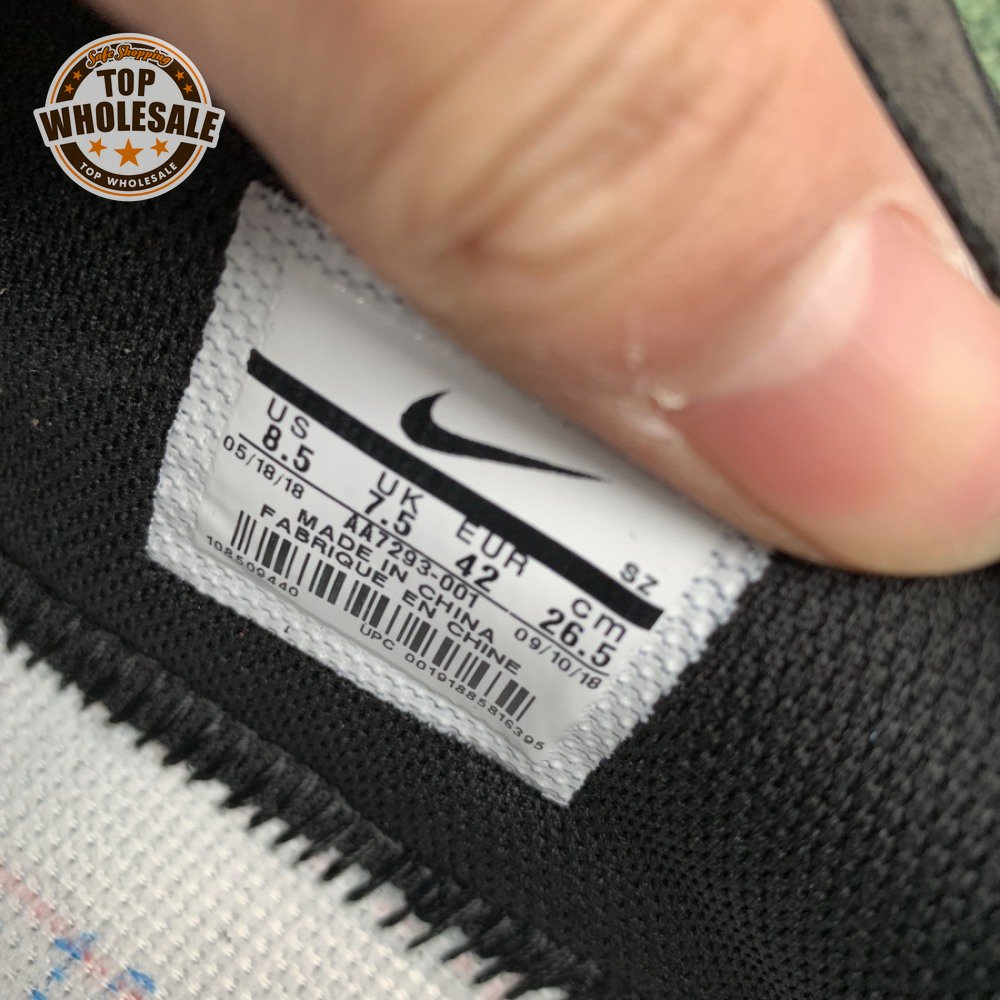 Safe Shopping
TOP
WHOLESALE
TOP WHOLESALE
US UK EUR cm SZ
8.5 7.5 42 26.5
05/18/18 AA7293-001 09/10/18
MADE IN CHINA
FABRIQUE EN CHINE
108509440
UPC 00191885816395